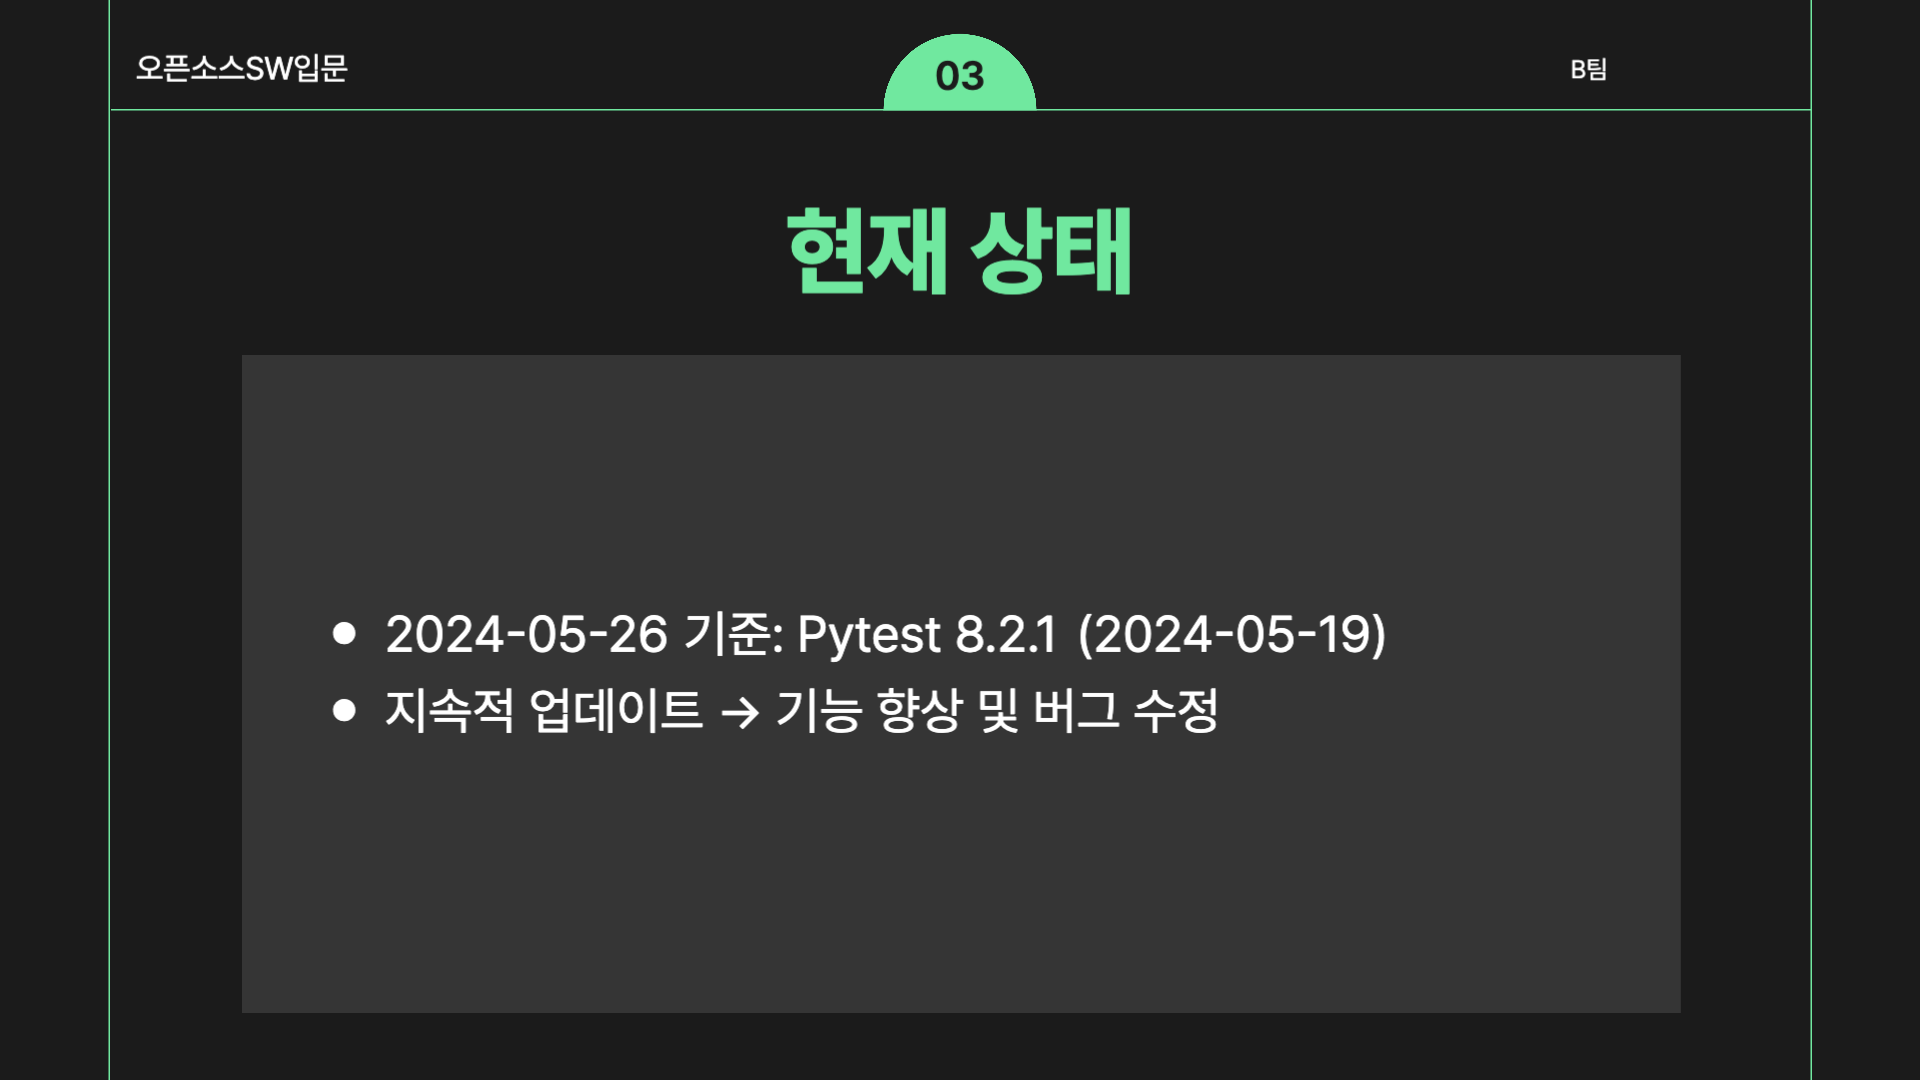 오픈소스SW입문
03
B팀
현재 상태
● 2024-05-26 기준: Pytest 8.2.1 (2024-05-19)
● 지속적 업데이트 → 기능 향상 및 버그 수정